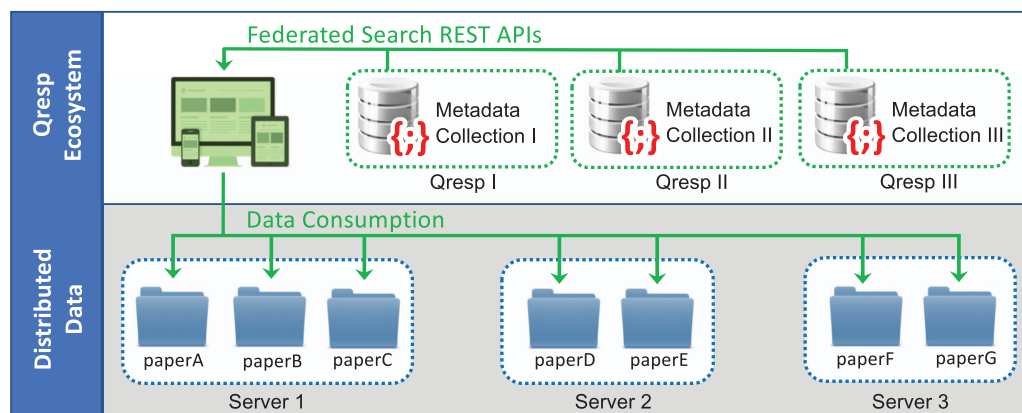 Qresp
Ecosystem
Federated Search REST APIs
Metadata
Collection I
{;}
Qresp I
Metadata
Collection II
{;}
Qresp II
Metadata
Collection III
{;}
Qresp III
Distributed
Data
Data Consumption
paperA
paperB
paperC
Server 1
paperD
paperE
Server 2
paperF
paperG
Server 3